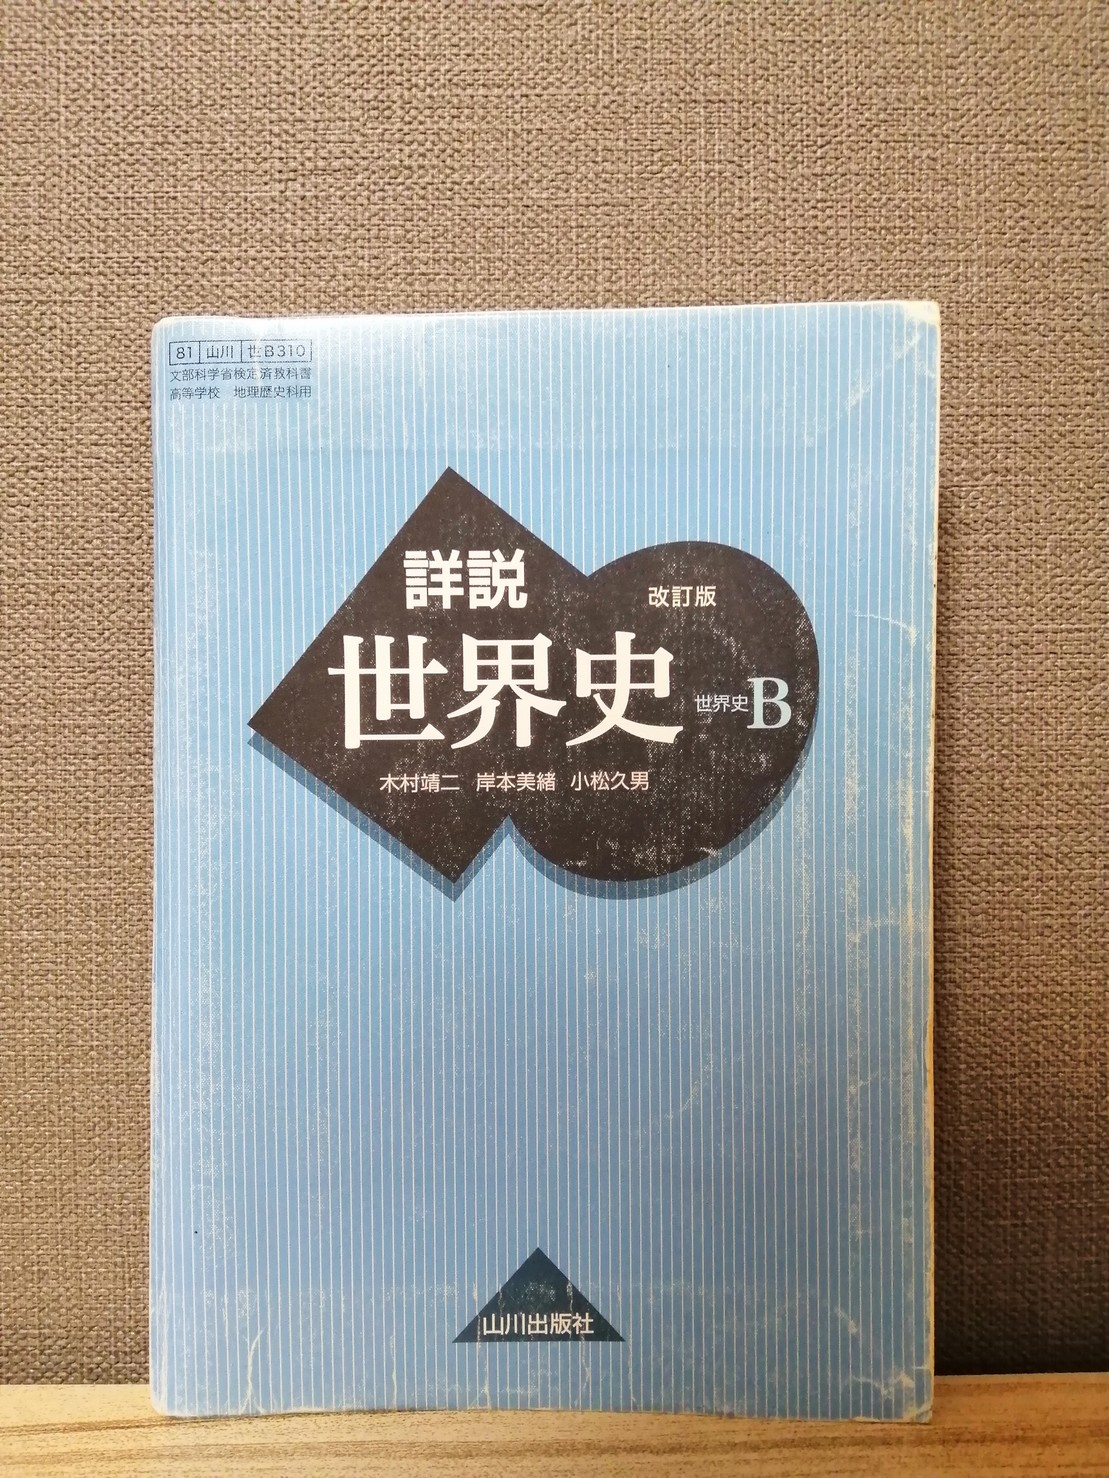 81 山川 世B310
文部科学省検定済教科書
高等学校 地理歴史科用
詳説
改訂版
世界史
世界史B
木村靖二 岸本美緒 小松久男
山川出版社